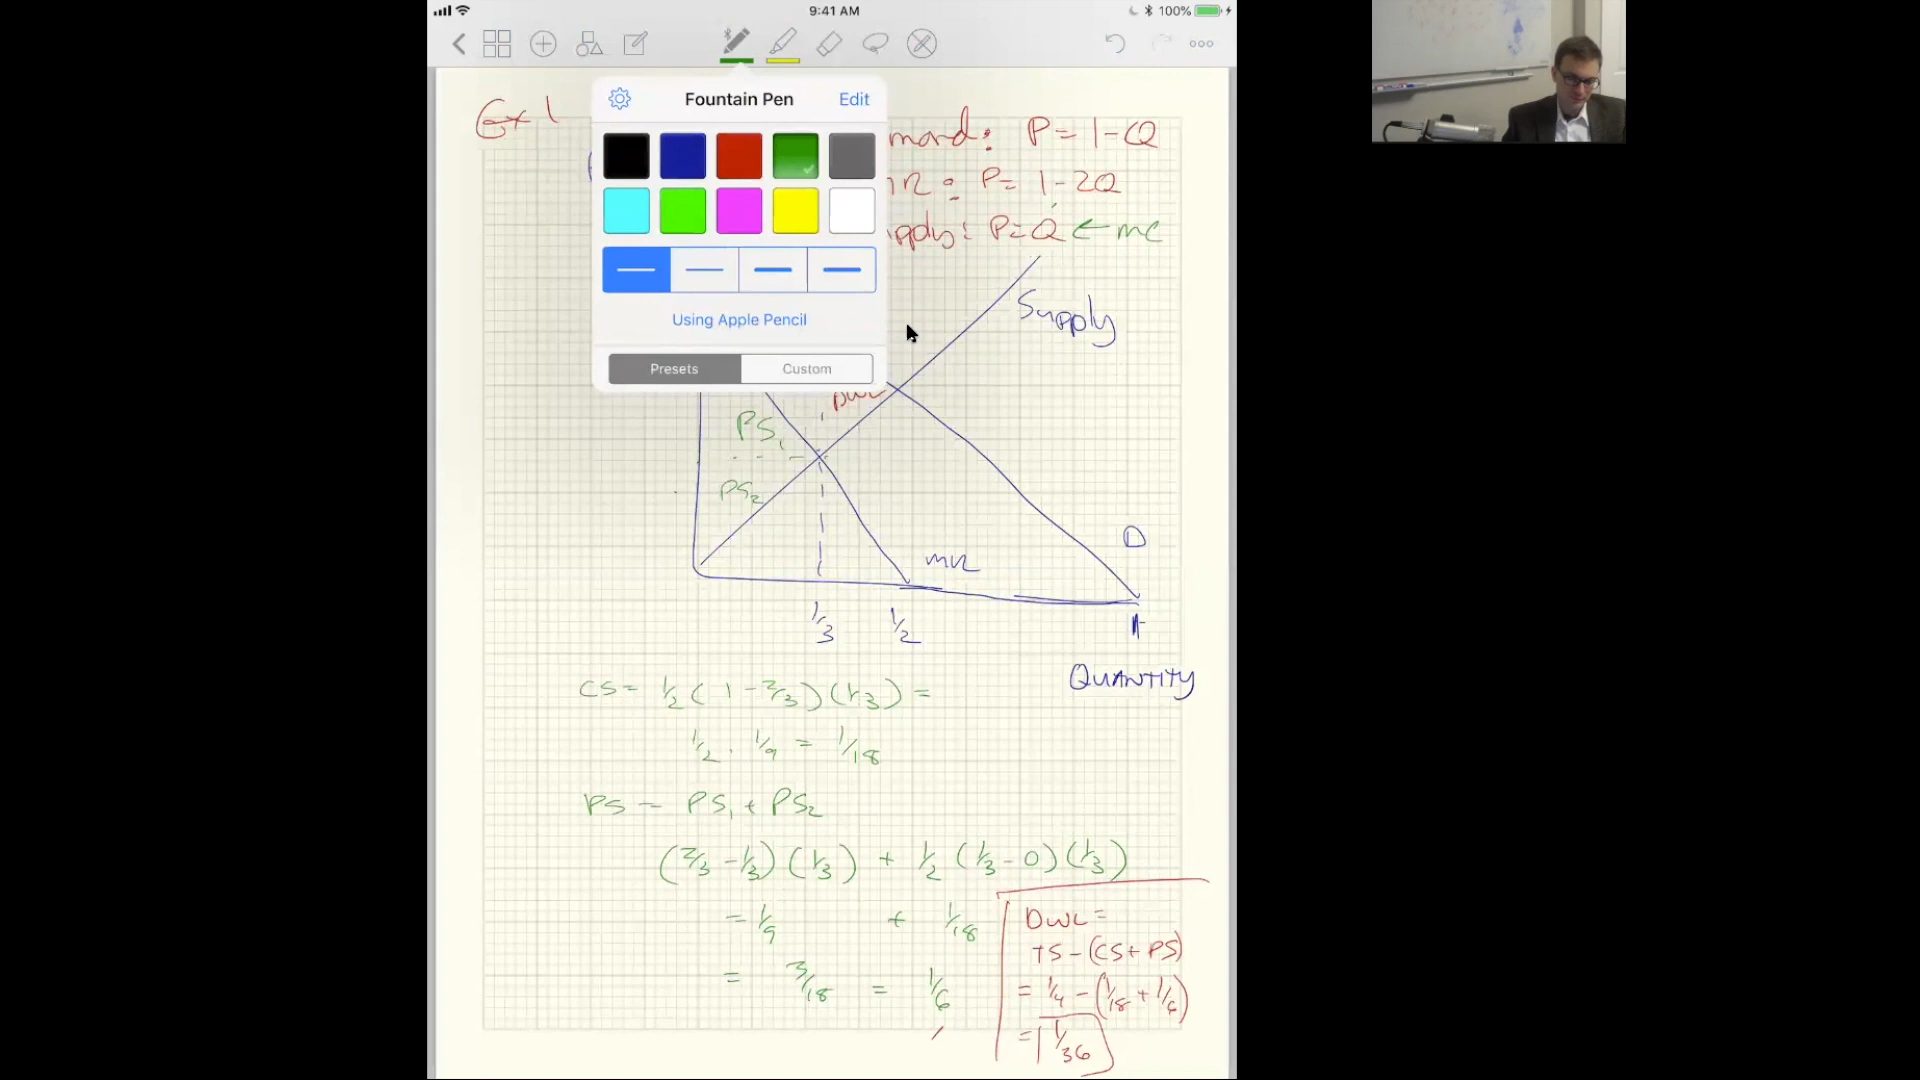 9:41 AM
100%
Fountain Pen
Edit
Using Apple Pencil
Presets
Custom
Ex 1
mand: P = 1-Q
MR: P= 1-2Q
pply: P=Q ← MC
Supply
DWL
PS₁
PS₂
D
MR
1/3
1/2
1
QUANTITY
CS = 1/2 (1 - 2/3)(1/3) =
1/2 · 1/9 = 1/18
PS = PS₁ + PS₂
(2/3 - 1/3)(1/3) + 1/2 (1/3 - 0)(1/3)
= 1/9 + 1/18
= 3/18 = 1/6
DWL =
TS - (CS + PS)
= 1/4 - (1/18 + 1/6)
= 1/36